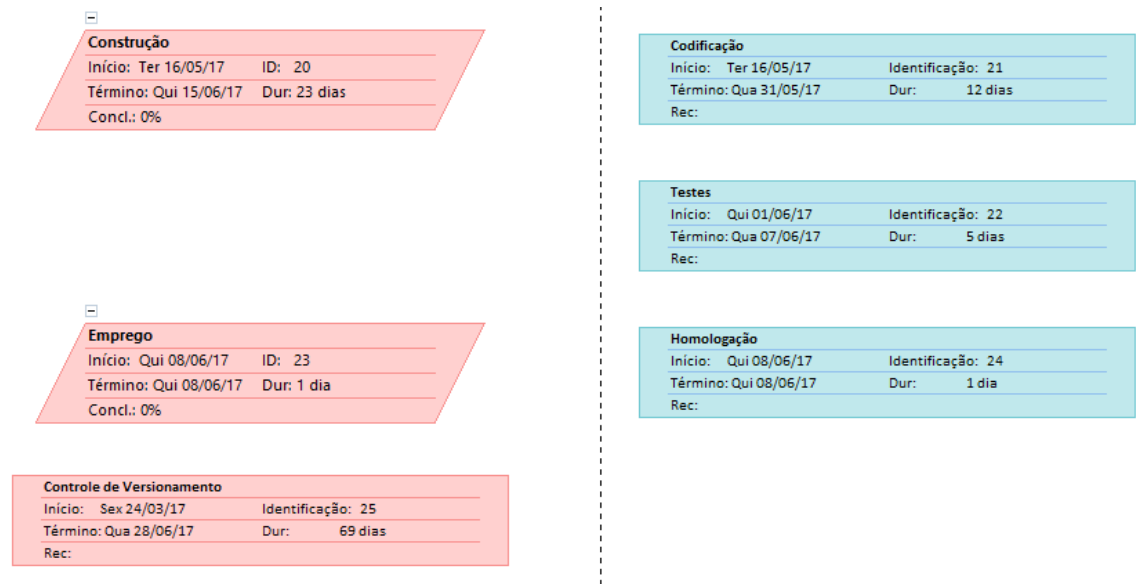 Construção
Início: Ter 16/05/17 ID: 20
Término: Qui 15/06/17 Dur: 23 dias
Concl.: 0%
Codificação
Início: Ter 16/05/17 Identificação: 21
Término: Qua 31/05/17 Dur: 12 dias
Rec:
Testes
Início: Qui 01/06/17 Identificação: 22
Término: Qua 07/06/17 Dur: 5 dias
Rec:
Emprego
Início: Qui 08/06/17 ID: 23
Término: Qui 08/06/17 Dur: 1 dia
Concl.: 0%
Homologação
Início: Qui 08/06/17 Identificação: 24
Término: Qui 08/06/17 Dur: 1 dia
Rec:
Controle de Versionamento
Início: Sex 24/03/17 Identificação: 25
Término: Qua 28/06/17 Dur: 69 dias
Rec: